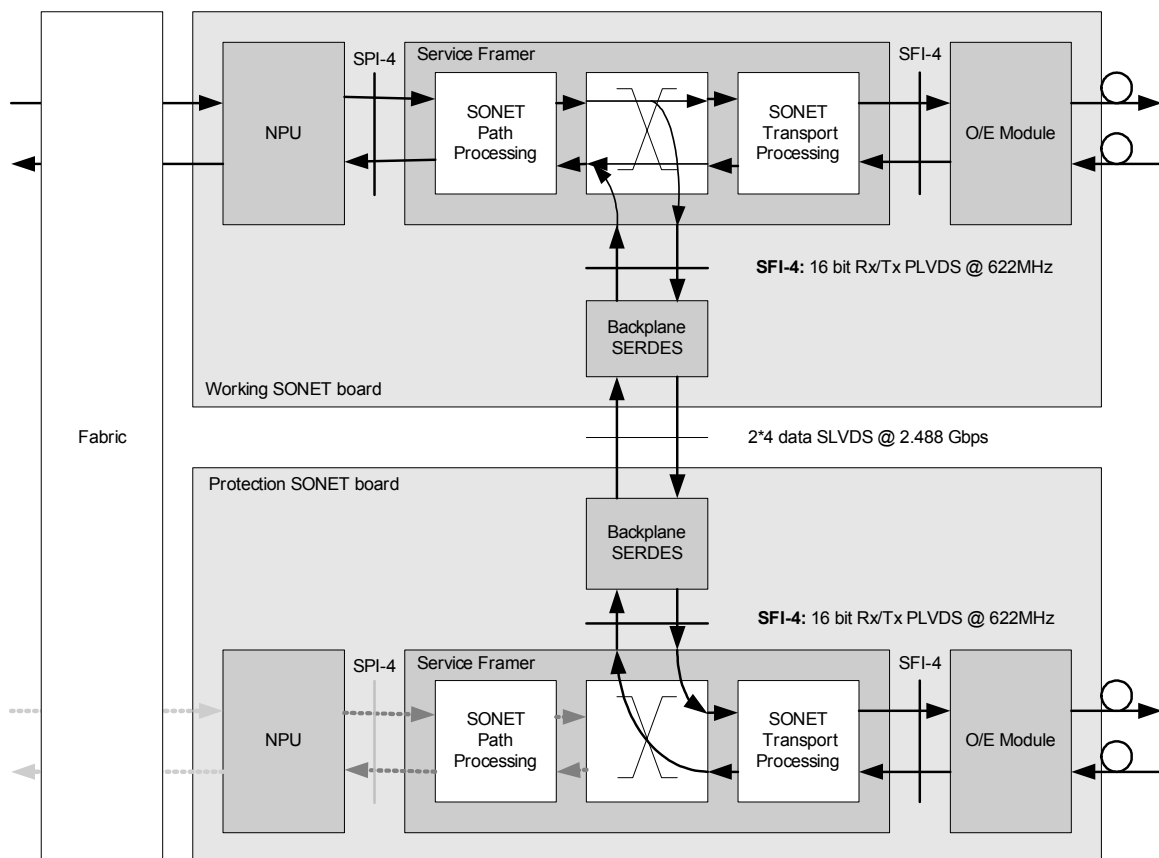 Service Framer
SPI-4
SFI-4
NPU
SONET
Path
Processing
SONET
Transport
Processing
O/E Module
SFI-4: 16 bit Rx/Tx PLVDS @ 622MHz
Backplane
SERDES
Working SONET board
Fabric
2*4 data SLVDS @ 2.488 Gbps
Protection SONET board
Backplane
SERDES
SFI-4: 16 bit Rx/Tx PLVDS @ 622MHz
Service Framer
SPI-4
SFI-4
NPU
SONET
Path
Processing
SONET
Transport
Processing
O/E Module